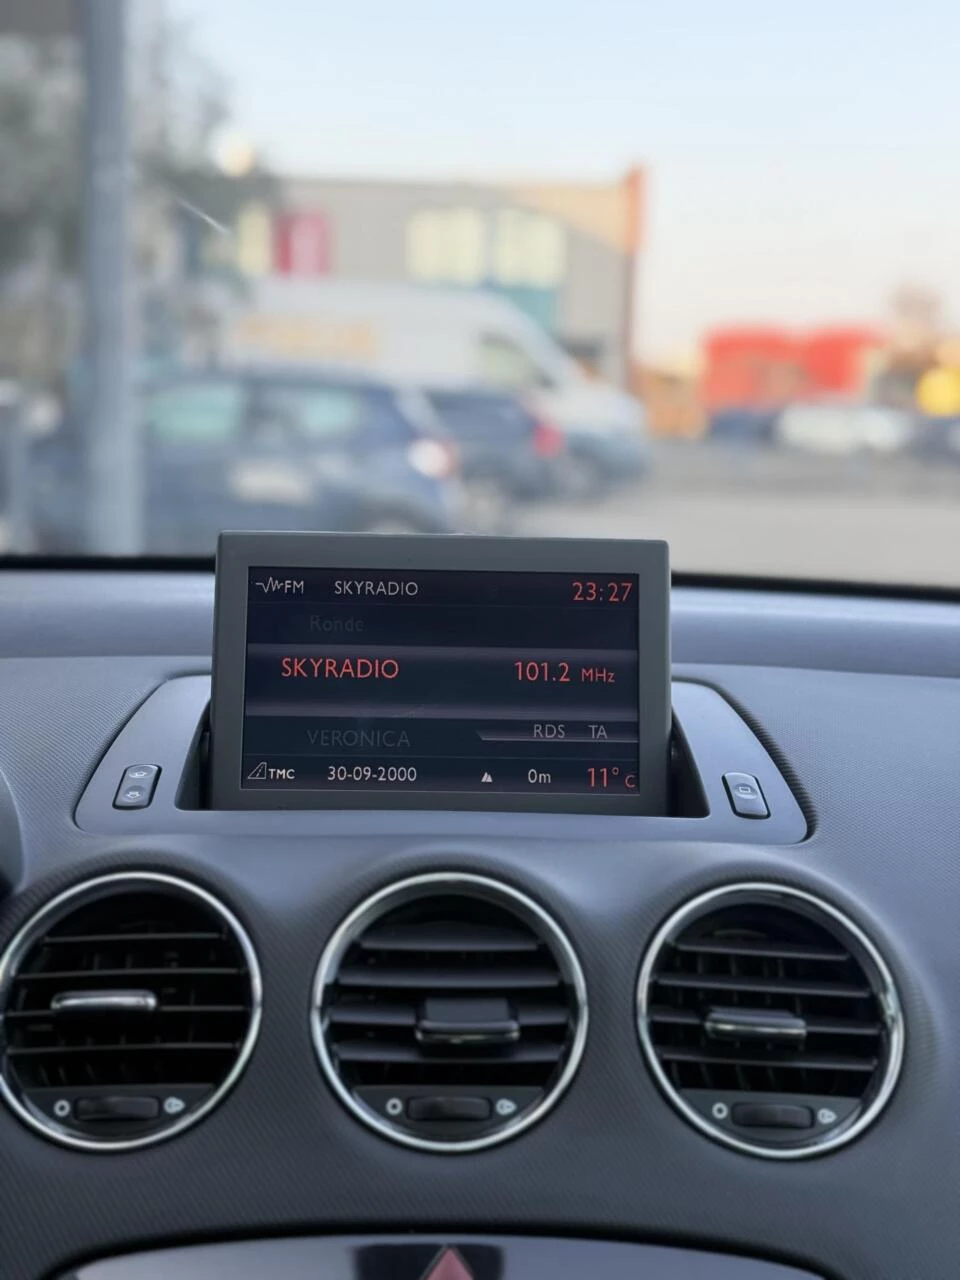 FM SKYRADIO 23:27
Ronde
SKYRADIO 101.2 MHz
VERONICA RDS TA
TMC 30-09-2000 0m 11° C